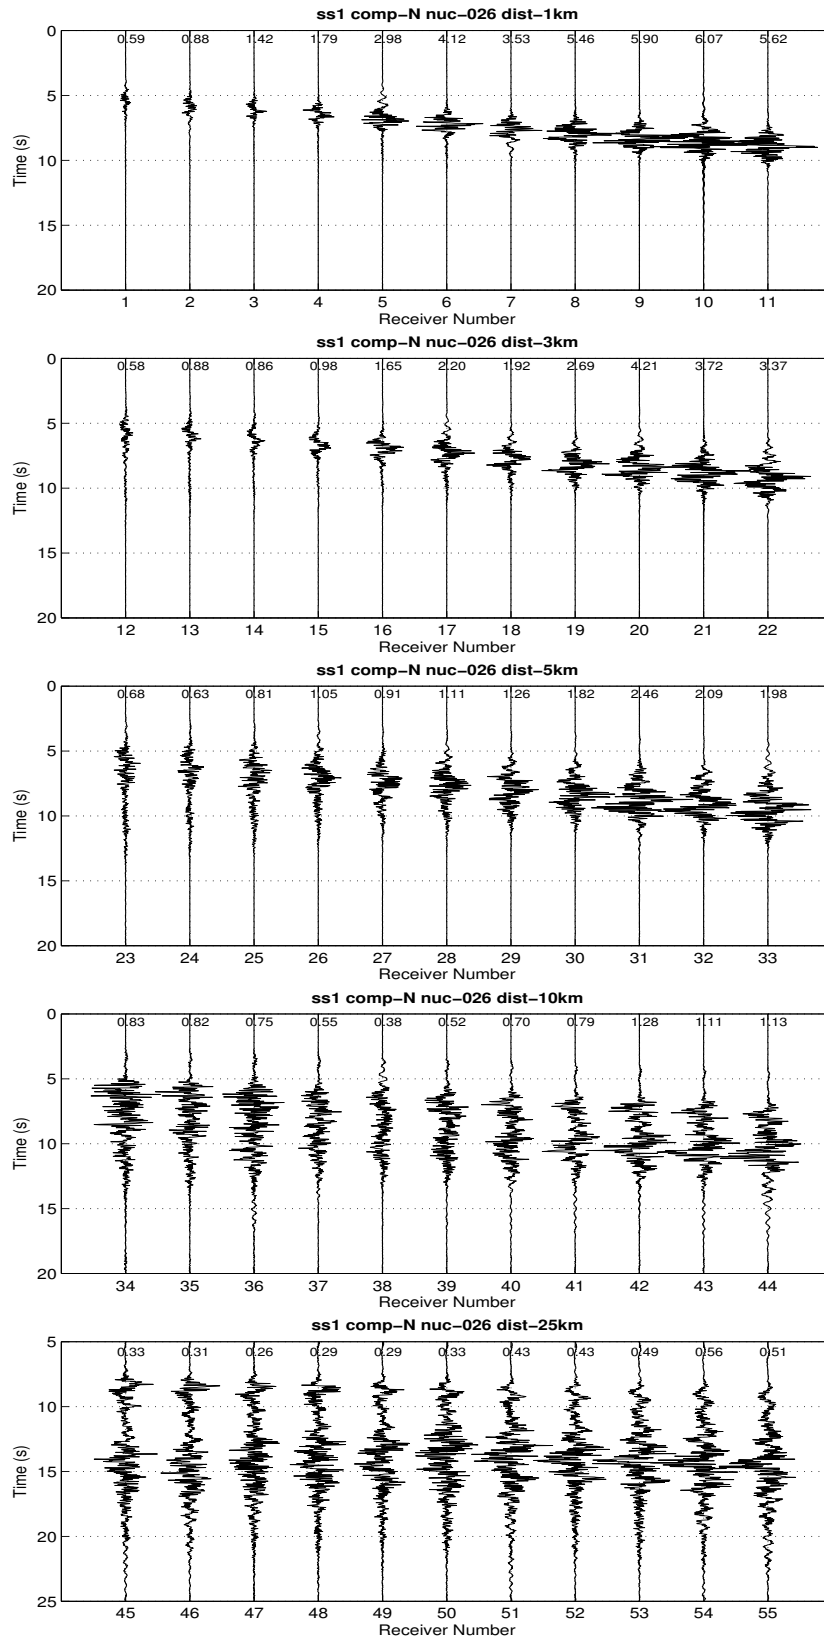 ss1 comp−N nuc−026 dist−1km
0.59 0.88 1.42 1.79 2.98 4.12 3.53 5.46 5.90 6.07 5.62
0
5
10
15
20
Time (s)
1 2 3 4 5 6 7 8 9 10 11
Receiver Number
ss1 comp−N nuc−026 dist−3km
0.58 0.88 0.86 0.98 1.65 2.20 1.92 2.69 4.21 3.72 3.37
0
5
10
15
20
Time (s)
12 13 14 15 16 17 18 19 20 21 22
Receiver Number
ss1 comp−N nuc−026 dist−5km
0.68 0.63 0.81 1.05 0.91 1.11 1.26 1.82 2.46 2.09 1.98
0
5
10
15
20
Time (s)
23 24 25 26 27 28 29 30 31 32 33
Receiver Number
ss1 comp−N nuc−026 dist−10km
0.83 0.82 0.75 0.55 0.38 0.52 0.70 0.79 1.28 1.11 1.13
0
5
10
15
20
Time (s)
34 35 36 37 38 39 40 41 42 43 44
Receiver Number
ss1 comp−N nuc−026 dist−25km
0.33 0.31 0.26 0.29 0.29 0.33 0.43 0.43 0.49 0.56 0.51
5
10
15
20
25
Time (s)
45 46 47 48 49 50 51 52 53 54 55
Receiver Number